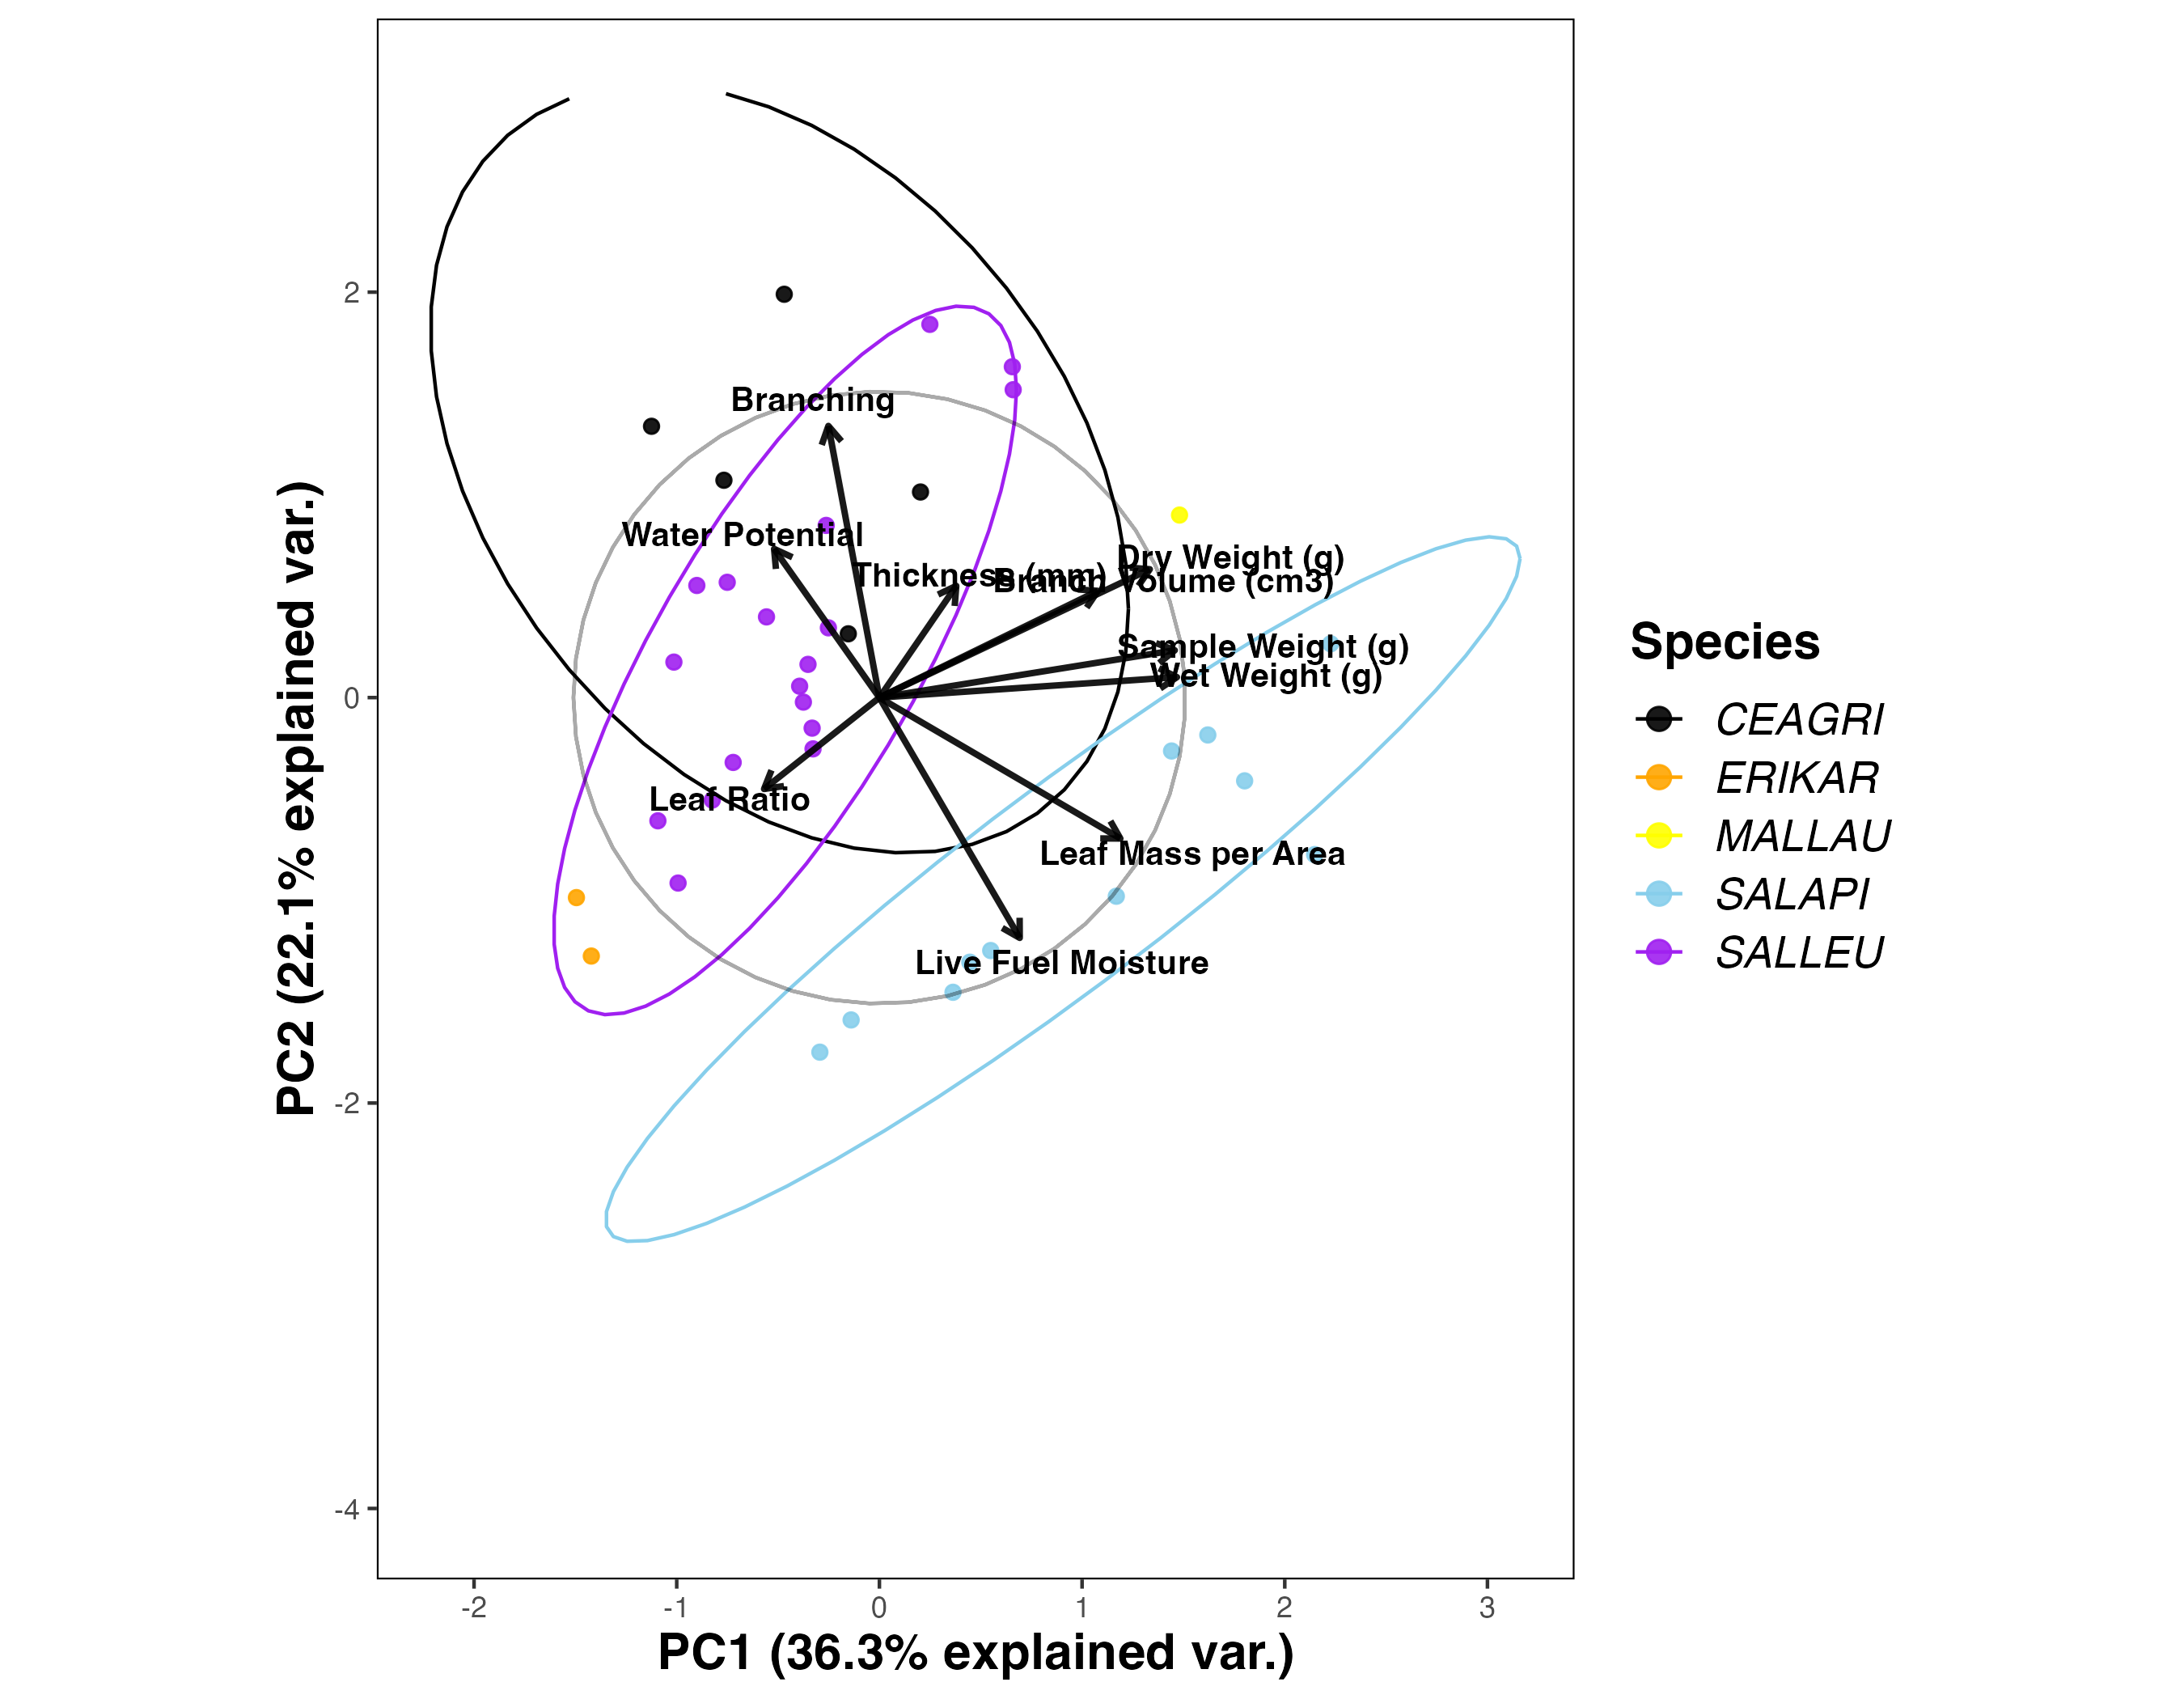 PC2 (22.1% explained var.)
2
0
-2
-4
Branching
Water Potential
Thickness (mm)
Dry Weight (g)
Branch Volume (cm3)
Sample Weight (g)
Wet Weight (g)
Leaf Ratio
Leaf Mass per Area
Live Fuel Moisture
-2
-1
0
1
2
3
PC1 (36.3% explained var.)
Species
CEAGRI
ERIKAR
MALLAU
SALAPI
SALLEU